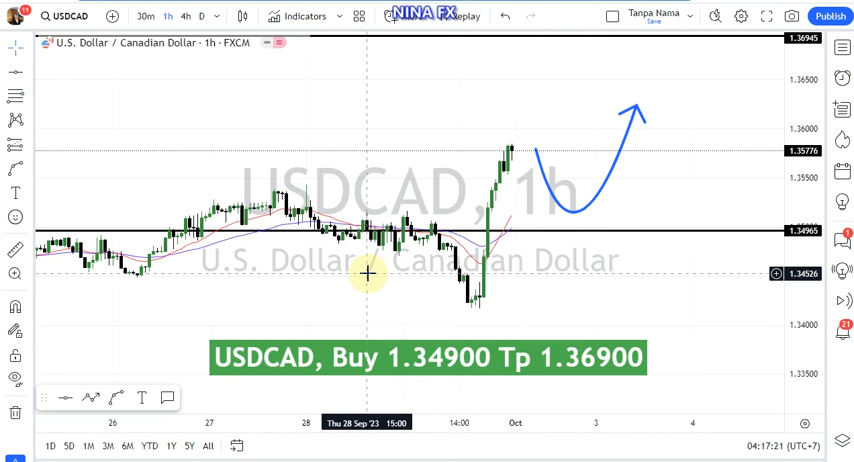 11
USDCAD
30m 1h 4h D
Indicators
NINA FX
Replay
Tanpa Nama
Save
Publish
U.S. Dollar / Canadian Dollar · 1h · FXCM
1.36945
1.36500
1.36000
1.35776
1.35500
USDCAD, 1h
1.34965
U.S. Dollar / Canadian Dollar
1.34526
1.34000
USDCAD, Buy 1.34900 Tp 1.36900
1.33500
1
21
26 27 28 Thu 28 Sep '23 15:00 14:00 Oct 3 4
1D 5D 1M 3M 6M YTD 1Y 5Y All
04:17:21 (UTC+7)